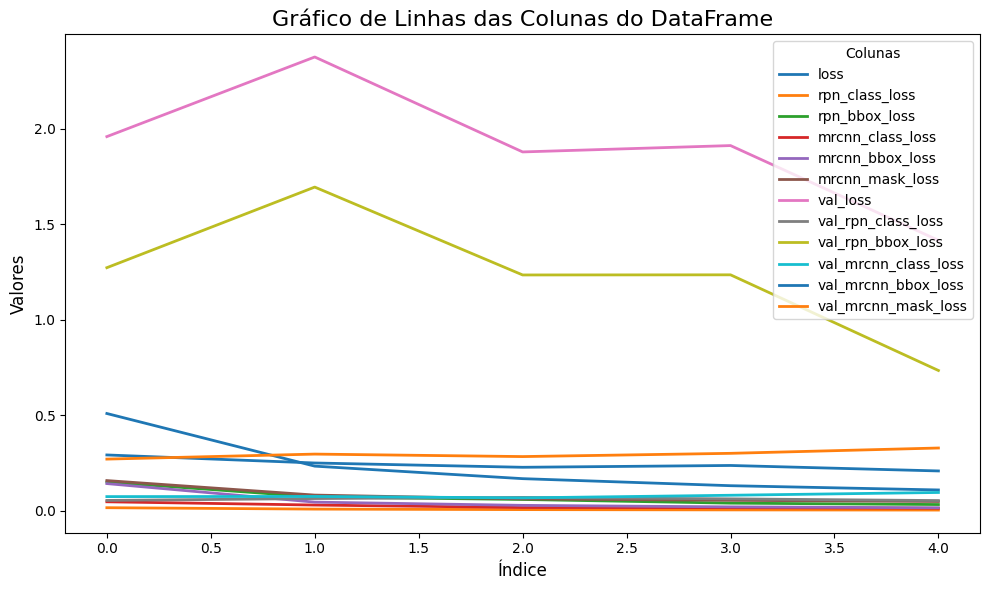 Gráfico de Linhas das Colunas do DataFrame
Colunas
loss
rpn_class_loss
rpn_bbox_loss
mrcnn_class_loss
mrcnn_bbox_loss
mrcnn_mask_loss
val_loss
val_rpn_class_loss
val_rpn_bbox_loss
val_mrcnn_class_loss
val_mrcnn_bbox_loss
val_mrcnn_mask_loss
Valores
2.0
1.5
1.0
0.5
0.0
0.0 0.5 1.0 1.5 2.0 2.5 3.0 3.5 4.0
Índice